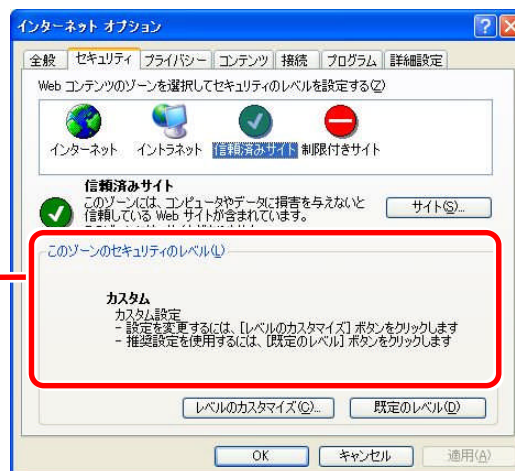 インターネット オプション
全般 セキュリティ プライバシー コンテンツ 接続 プログラム 詳細設定
Web コンテンツのゾーンを選択してセキュリティのレベルを設定する(Z)
インターネット イントラネット 信頼済みサイト 制限付きサイト
信頼済みサイト
このゾーンには、コンピュータやデータに損害を与えないと
信頼している Web サイトが含まれています。
サイト(S)...
このゾーンのセキュリティのレベル(L)
カスタム
カスタム設定
- 設定を変更するには、[レベルのカスタマイズ] ボタンをクリックします
- 推奨設定を使用するには、[既定のレベル] ボタンをクリックします
レベルのカスタマイズ(C)... 既定のレベル(D)
OK キャンセル 適用(A)